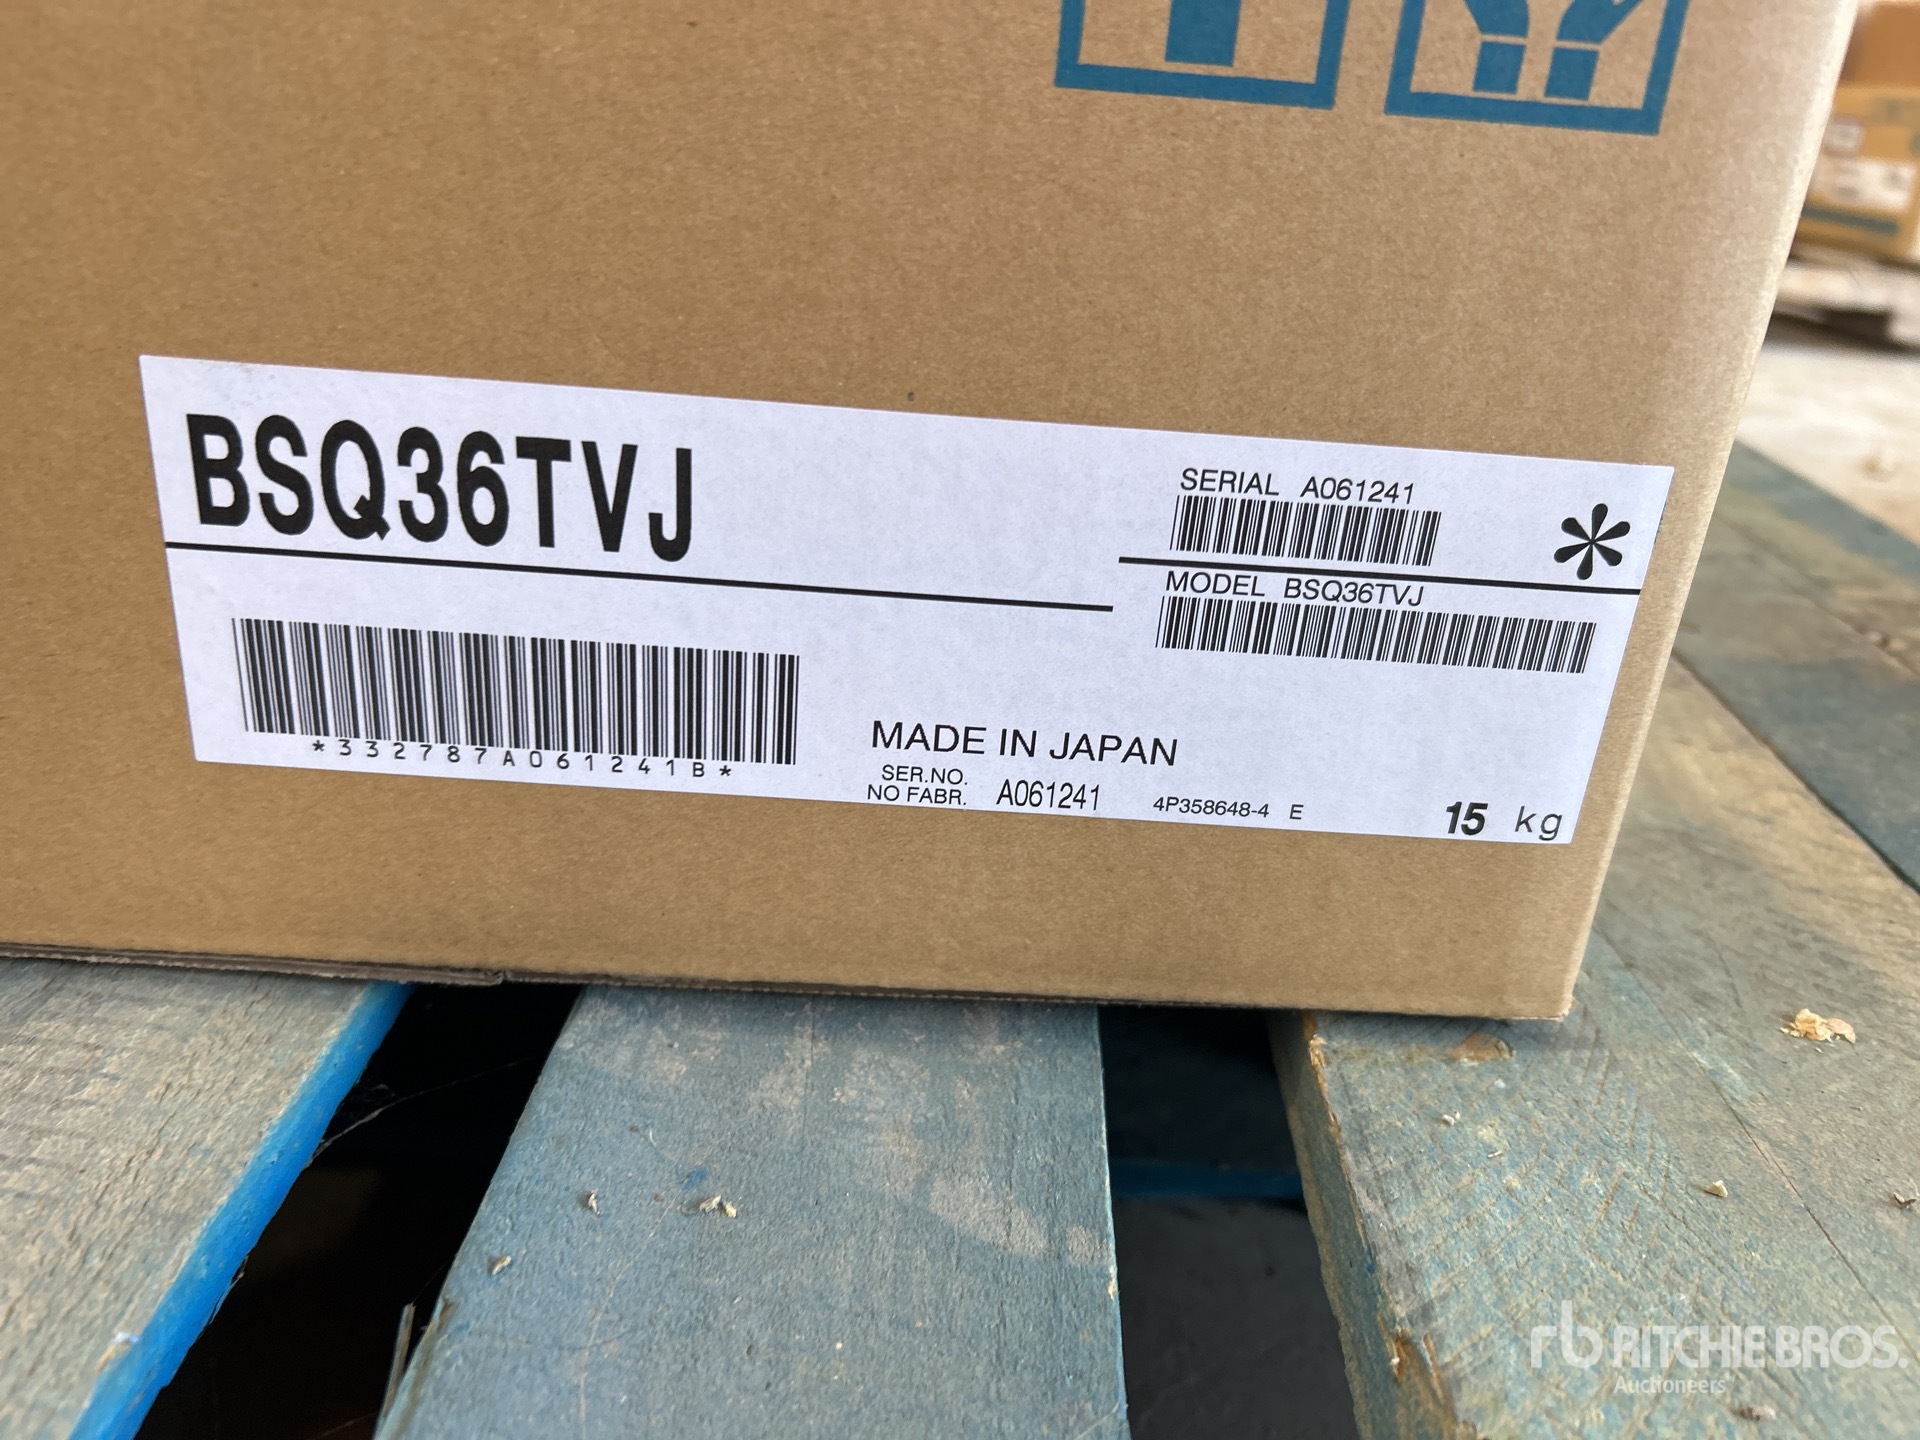 BSQ36TVJ
SERIAL A061241
*
MODEL BSQ36TVJ
*332787A061241B*
MADE IN JAPAN
SER.NO.
NO FABR. A061241
4P358648-4 E
15 kg
rb RITCHIE BROS.
Auctioneers